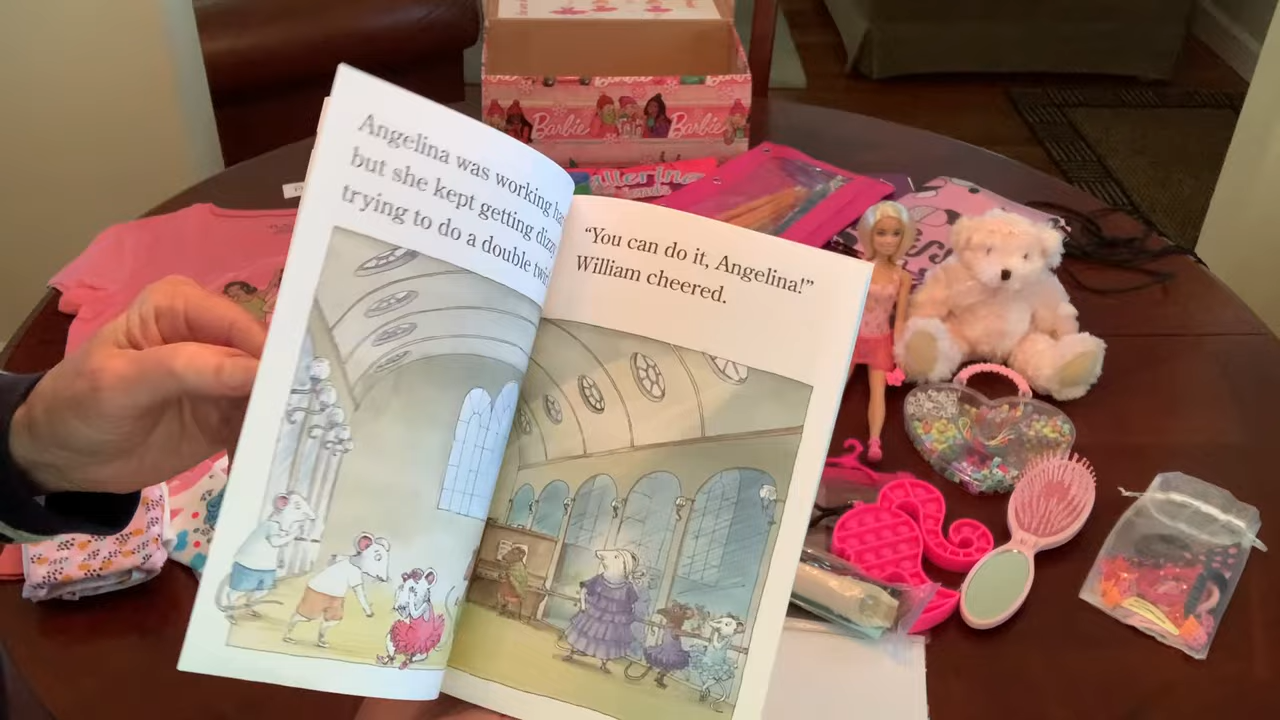 Barbie
Barbie
Angelina was working
but she kept getting dizzy
trying to do a double
"You can do it, Angelina!"
William cheered.